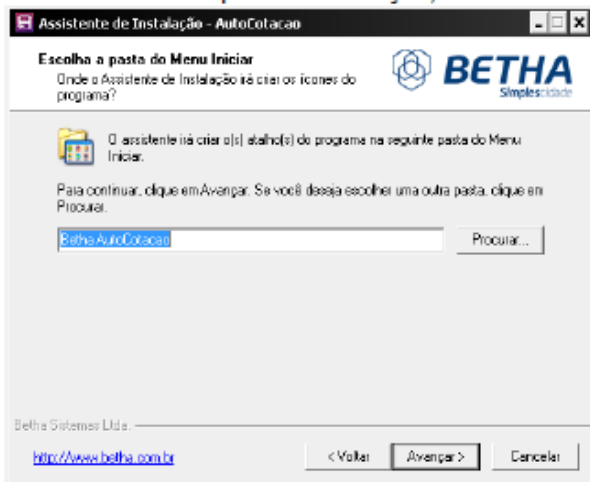 Assistente de Instalação - AutoCotacao
Escolha a pasta do Menu Iniciar
Onde o Assistente de Instalação irá criar os ícones do
programa?
BETHA
Simplescidade
O assistente irá criar o(s) atalho(s) do programa na seguinte pasta do Menu
Iniciar.
Para continuar, clique em Avançar. Se você deseja escolher uma outra pasta, clique em
Procurar.
Betha AutoCotacao
Procurar...
Betha Sistemas Ltda.
http://www.betha.com.br
< Voltar
Avançar >
Cancelar